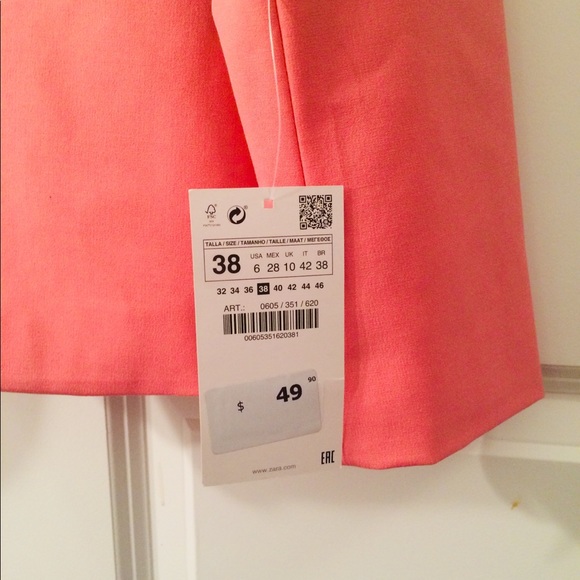 FSC
TALLA / SIZE / TAMANHO / TAILLE / MAAT / ΜΕΓΕΘΟΣ
38
USA MEX UK IT BR
6 28 10 42 38
32 34 36 38 40 42 44 46
ART.: 0605 / 351 / 620
00605351620381
$ 49 90
www.zara.com
EAC